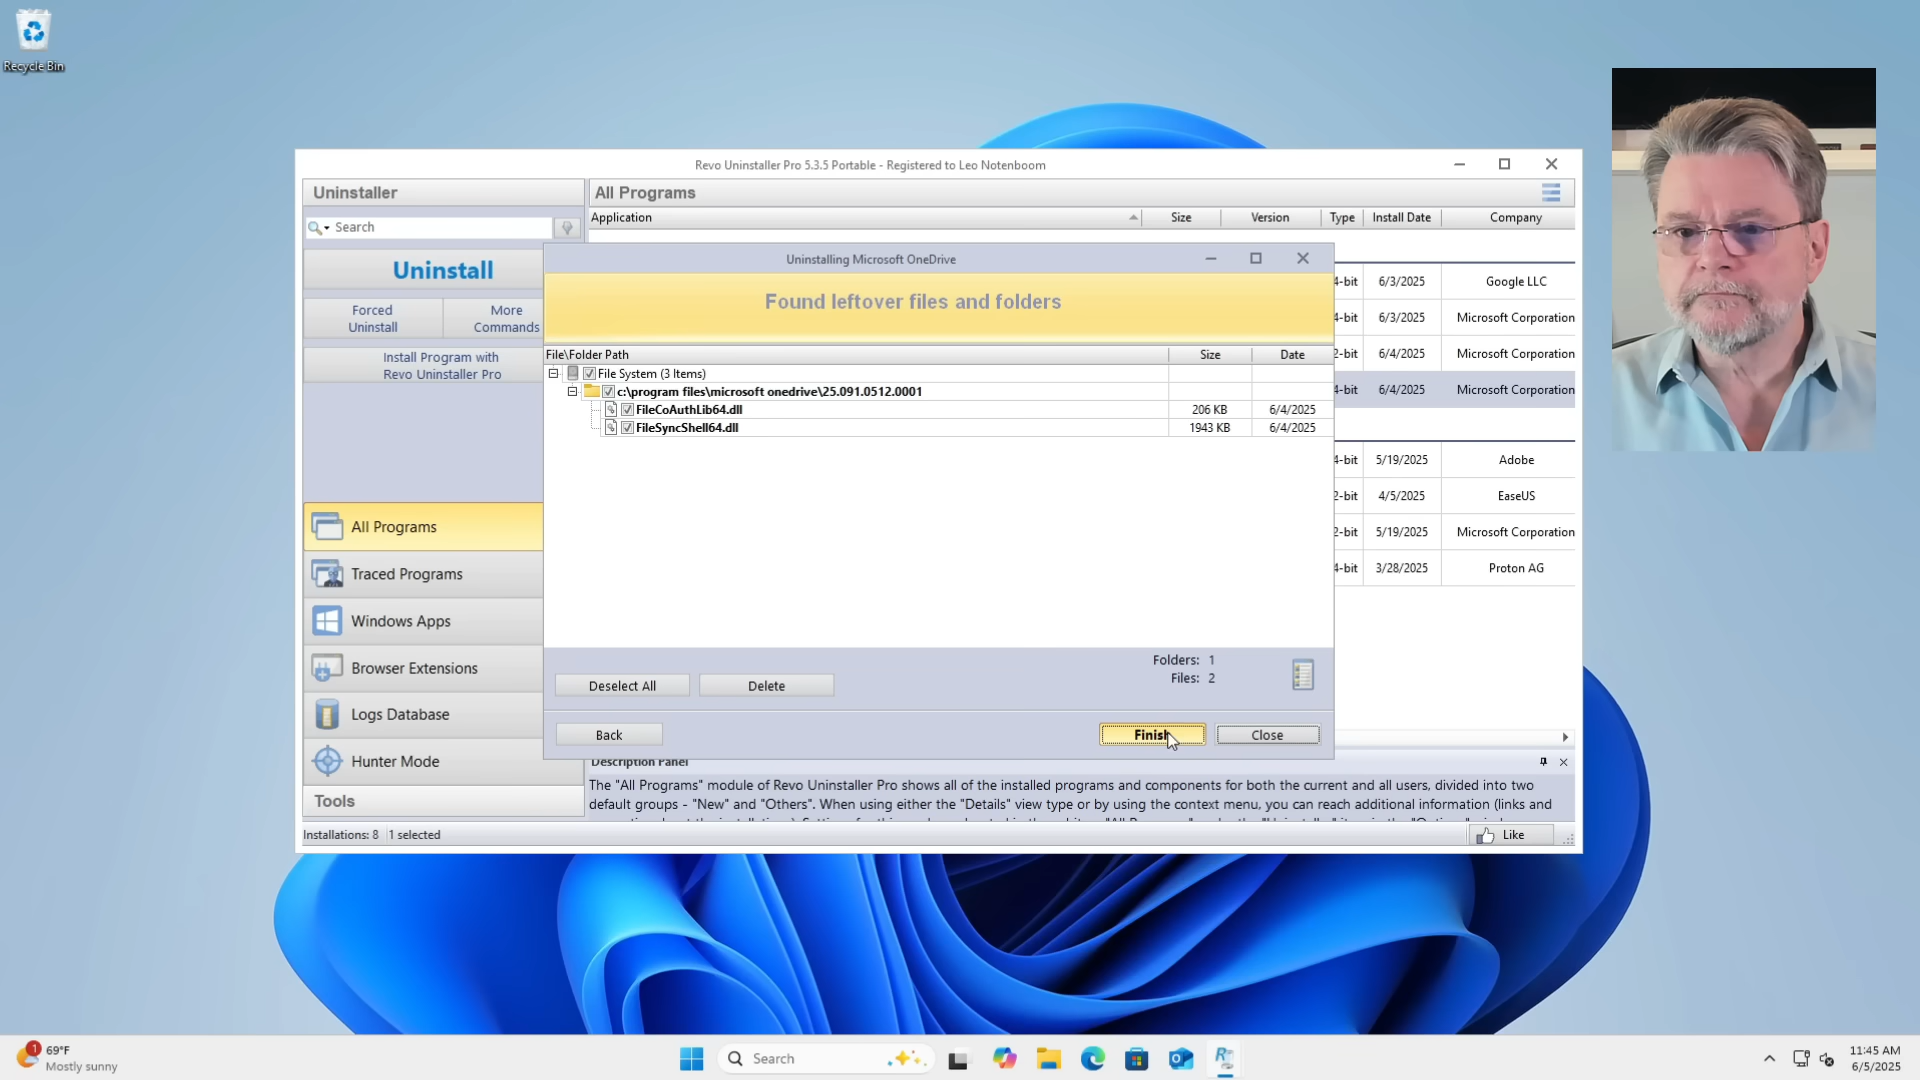 Recycle Bin
Revo Uninstaller Pro 5.3.5 Portable - Registered to Leo Notenboom
Uninstaller
All Programs
Search
Application
Size
Version
Type
Install Date
Company
Uninstall
Forced
Uninstall
More
Commands
Install Program with
Revo Uninstaller Pro
Uninstalling Microsoft OneDrive
Found leftover files and folders
File\Folder Path
Size
Date
File System (3 Items)
c:\program files\microsoft onedrive\25.091.0512.0001
FileCoAuthLib64.dll
206 KB
6/4/2025
FileSyncShell64.dll
1943 KB
6/4/2025
4-bit
6/3/2025
Google LLC
4-bit
6/3/2025
Microsoft Corporation
2-bit
6/4/2025
Microsoft Corporation
4-bit
6/4/2025
Microsoft Corporation
4-bit
5/19/2025
Adobe
2-bit
4/5/2025
EaseUS
2-bit
5/19/2025
Microsoft Corporation
4-bit
3/28/2025
Proton AG
All Programs
Traced Programs
Windows Apps
Browser Extensions
Logs Database
Hunter Mode
Tools
Folders: 1
Files: 2
Deselect All
Delete
Back
Finish
Close
Description Panel
The "All Programs" module of Revo Uninstaller Pro shows all of the installed programs and components for both the current and all users, divided into two
default groups - "New" and "Others". When using either the "Details" view type or by using the context menu, you can reach additional information (links and
Installations: 8
1 selected
Like
1
69°F
Mostly sunny
Search
11:45 AM
6/5/2025